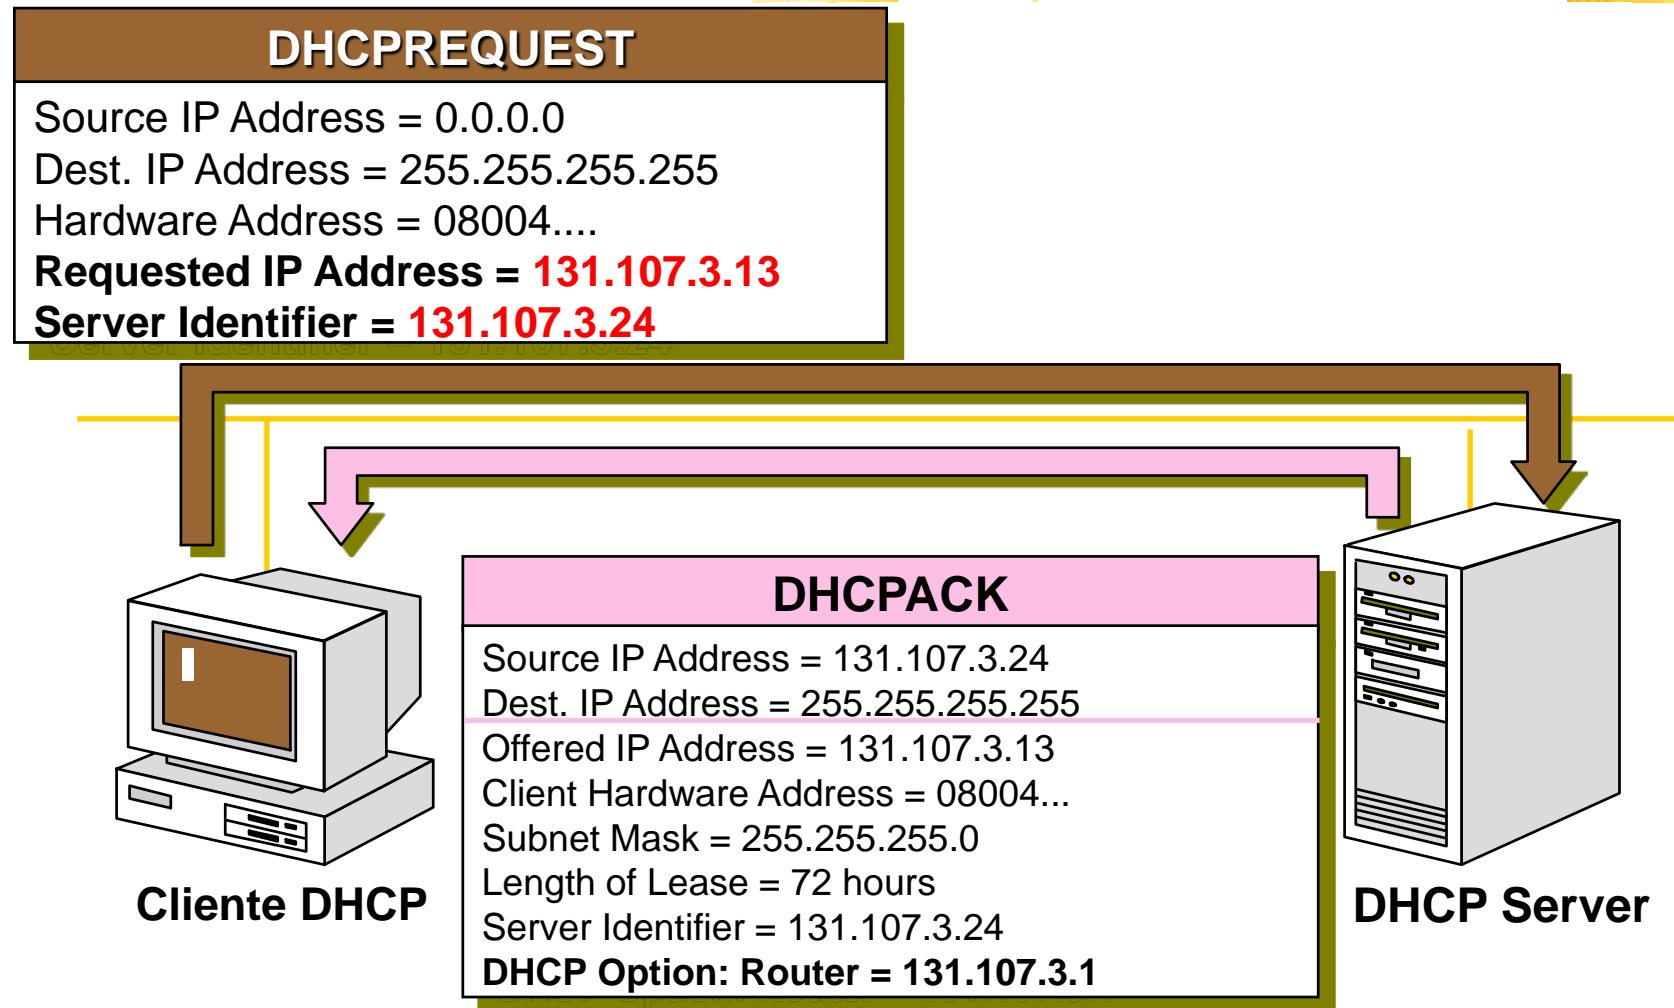 DHCPREQUEST
Source IP Address = 0.0.0.0
Dest. IP Address = 255.255.255.255
Hardware Address = 08004....
Requested IP Address = 131.107.3.13
Server Identifier = 131.107.3.24
DHCPACK
Source IP Address = 131.107.3.24
Dest. IP Address = 255.255.255.255
Offered IP Address = 131.107.3.13
Client Hardware Address = 08004...
Subnet Mask = 255.255.255.0
Length of Lease = 72 hours
Server Identifier = 131.107.3.24
DHCP Option: Router = 131.107.3.1
Cliente DHCP
DHCP Server